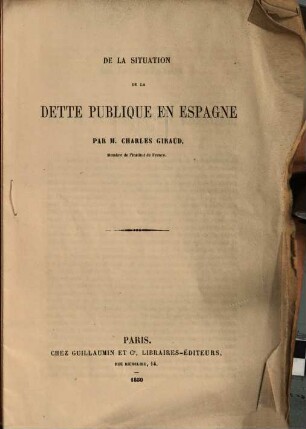 DE LA SITUATION
DE LA
DETTE PUBLIQUE EN ESPAGNE
PAR M. CHARLES GIRAUD,
Membre de l'Institut de France.
PARIS.
CHEZ GUILLAUMIN ET Cie, LIBRAIRES-ÉDITEURS,
RUE RICHELIEU, 14.
1850